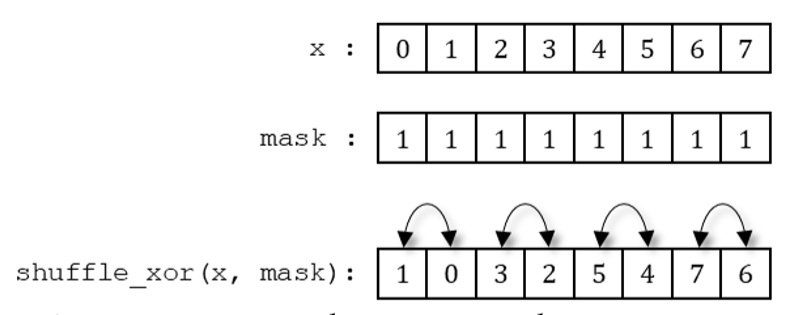 x : 0 1 2 3 4 5 6 7
mask : 1 1 1 1 1 1 1 1
shuffle_xor(x, mask): 1 0 3 2 5 4 7 6